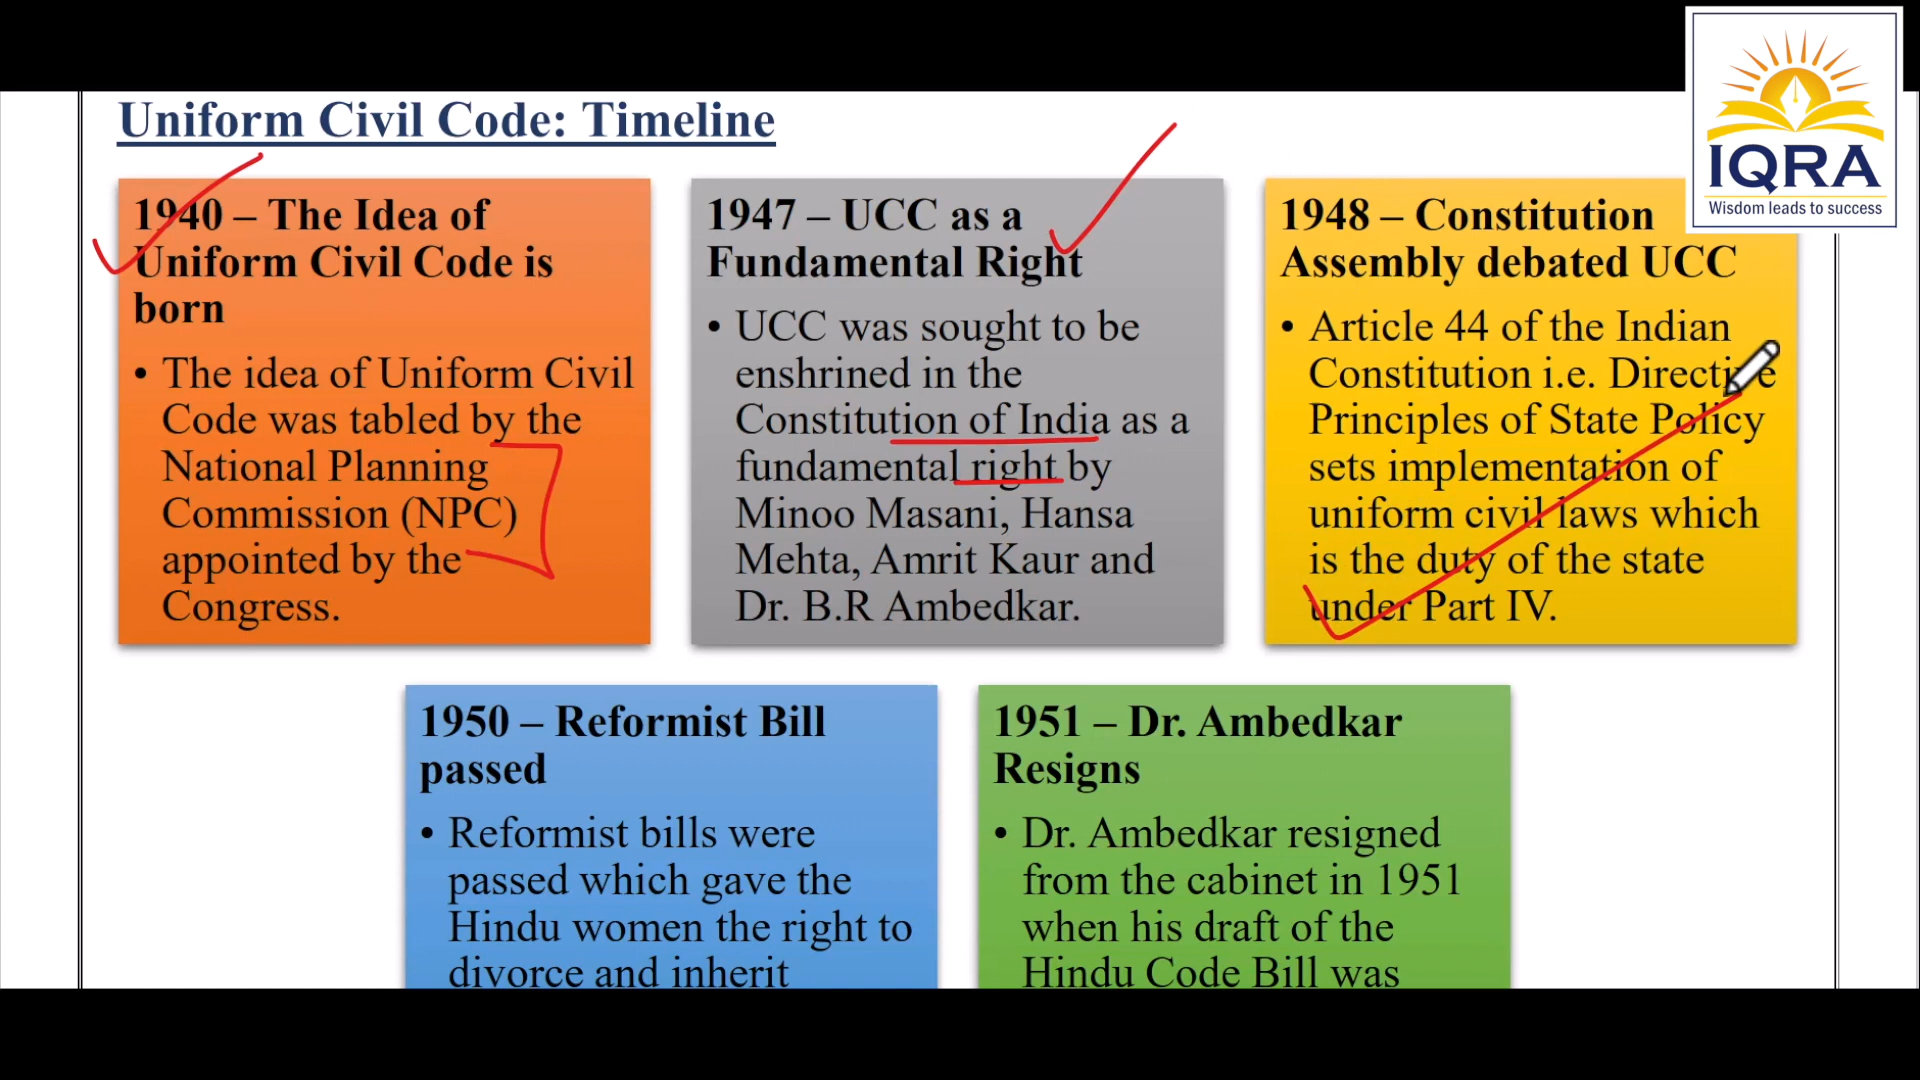 Uniform Civil Code: Timeline
IQRA
Wisdom leads to success
1940 – The Idea of
Uniform Civil Code is
born
• The idea of Uniform Civil
Code was tabled by the
National Planning
Commission (NPC)
appointed by the
Congress.
1947 – UCC as a
Fundamental Right
• UCC was sought to be
enshrined in the
Constitution of India as a
fundamental right by
Minoo Masani, Hansa
Mehta, Amrit Kaur and
Dr. B.R Ambedkar.
1948 – Constitution
Assembly debated UCC
• Article 44 of the Indian
Constitution i.e. Directive
Principles of State Policy
sets implementation of
uniform civil laws which
is the duty of the state
under Part IV.
1950 – Reformist Bill
passed
• Reformist bills were
passed which gave the
Hindu women the right to
divorce and inherit
1951 – Dr. Ambedkar
Resigns
• Dr. Ambedkar resigned
from the cabinet in 1951
when his draft of the
Hindu Code Bill was